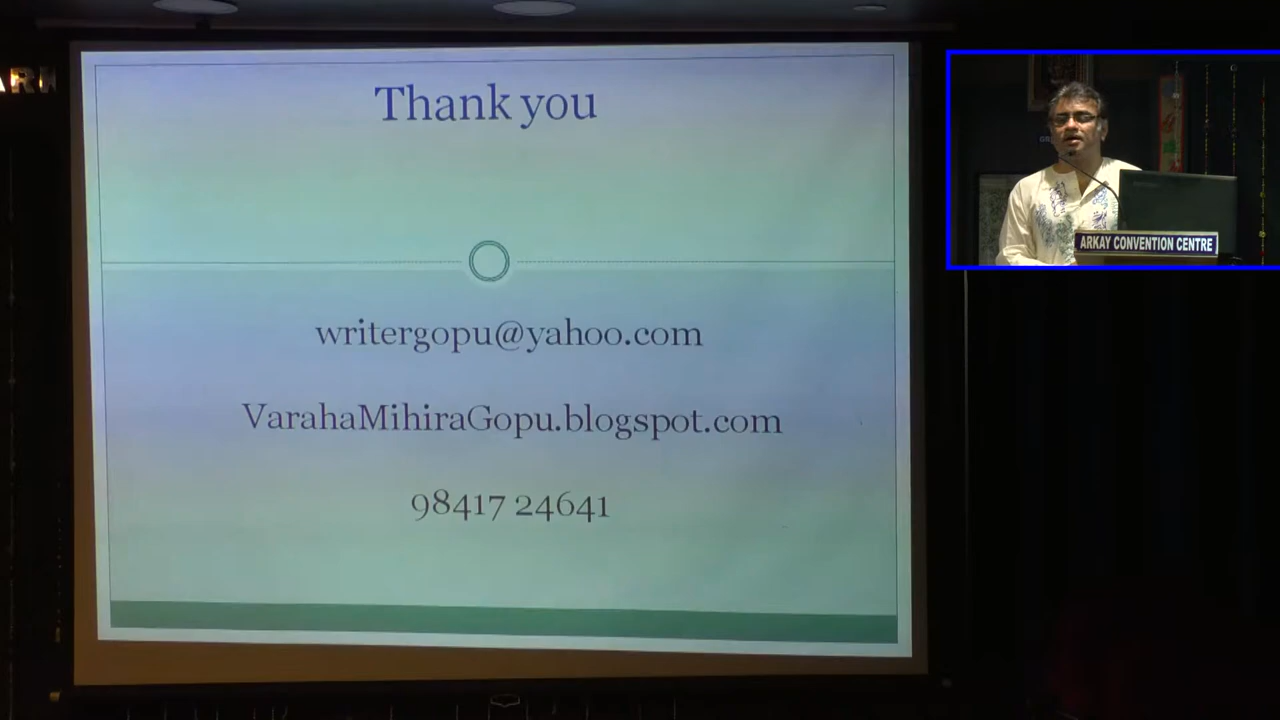 Thank you
writergopu@yahoo.com
VarahaMihiraGopu.blogspot.com
98417 24641
ARKAY CONVENTION CENTRE